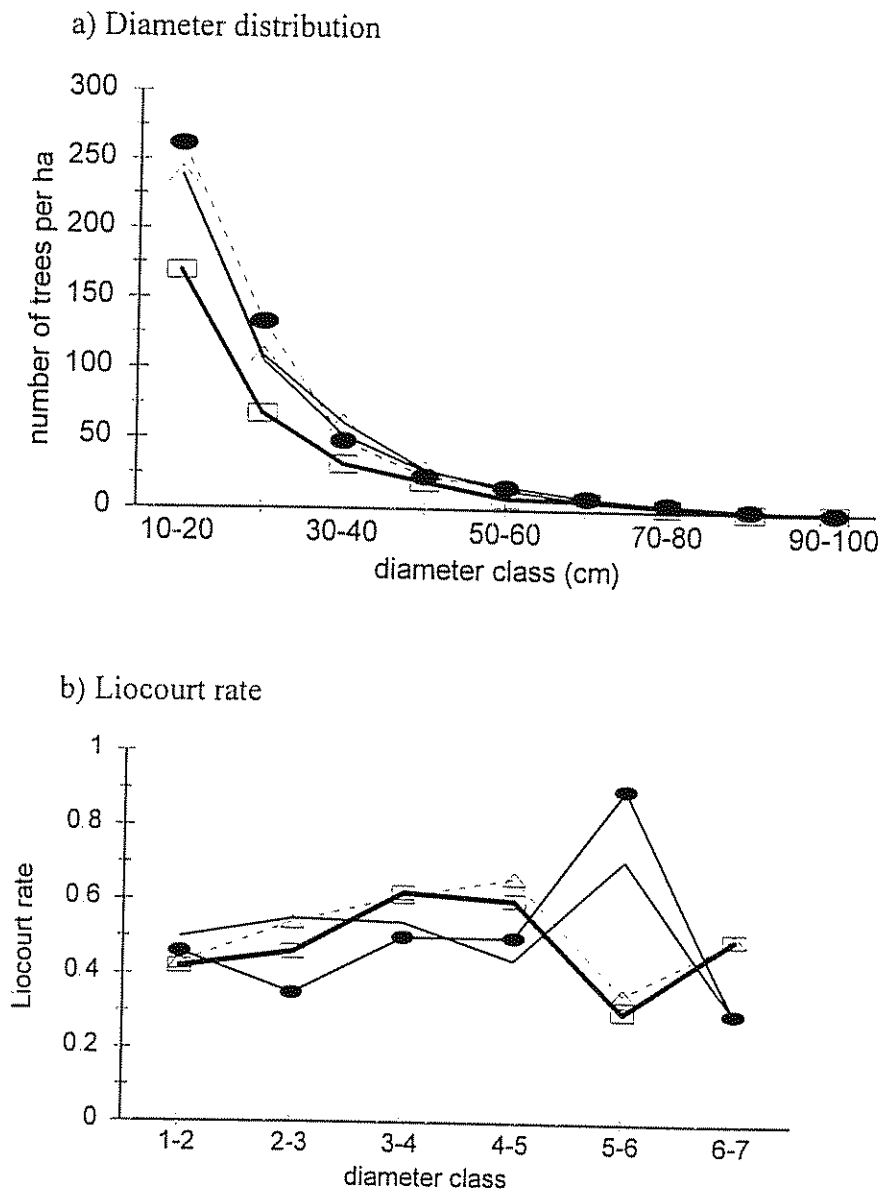 a) Diameter distribution
300
250
200
150
100
50
0
number of trees per ha
10-20 30-40 50-60 70-80 90-100
diameter class (cm)
b) Liocourt rate
1
0.8
0.6
0.4
0.2
0
Liocourt rate
1-2 2-3 3-4 4-5 5-6 6-7
diameter class